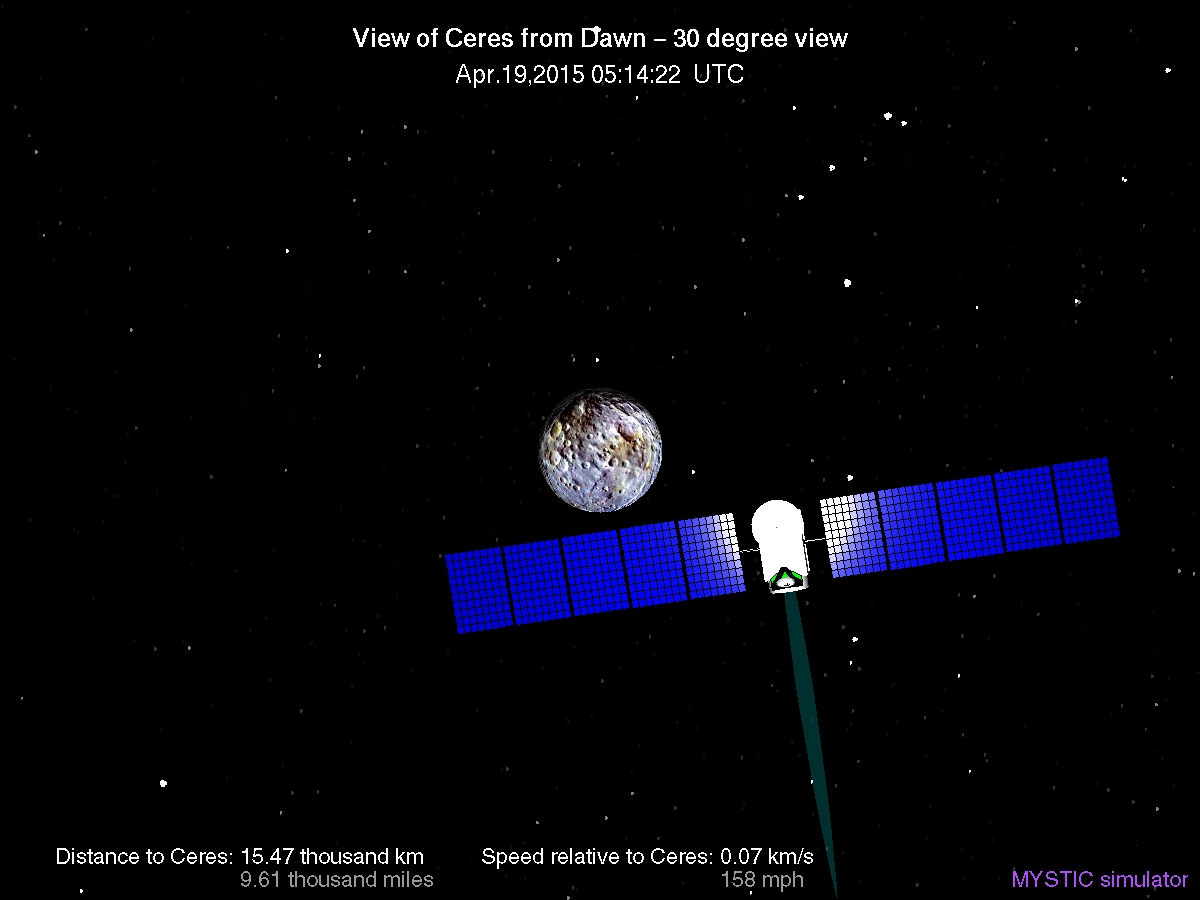 View of Ceres from Dawn – 30 degree view
Apr.19,2015 05:14:22 UTC
Distance to Ceres: 15.47 thousand km
9.61 thousand miles
Speed relative to Ceres: 0.07 km/s
158 mph
MYSTIC simulator